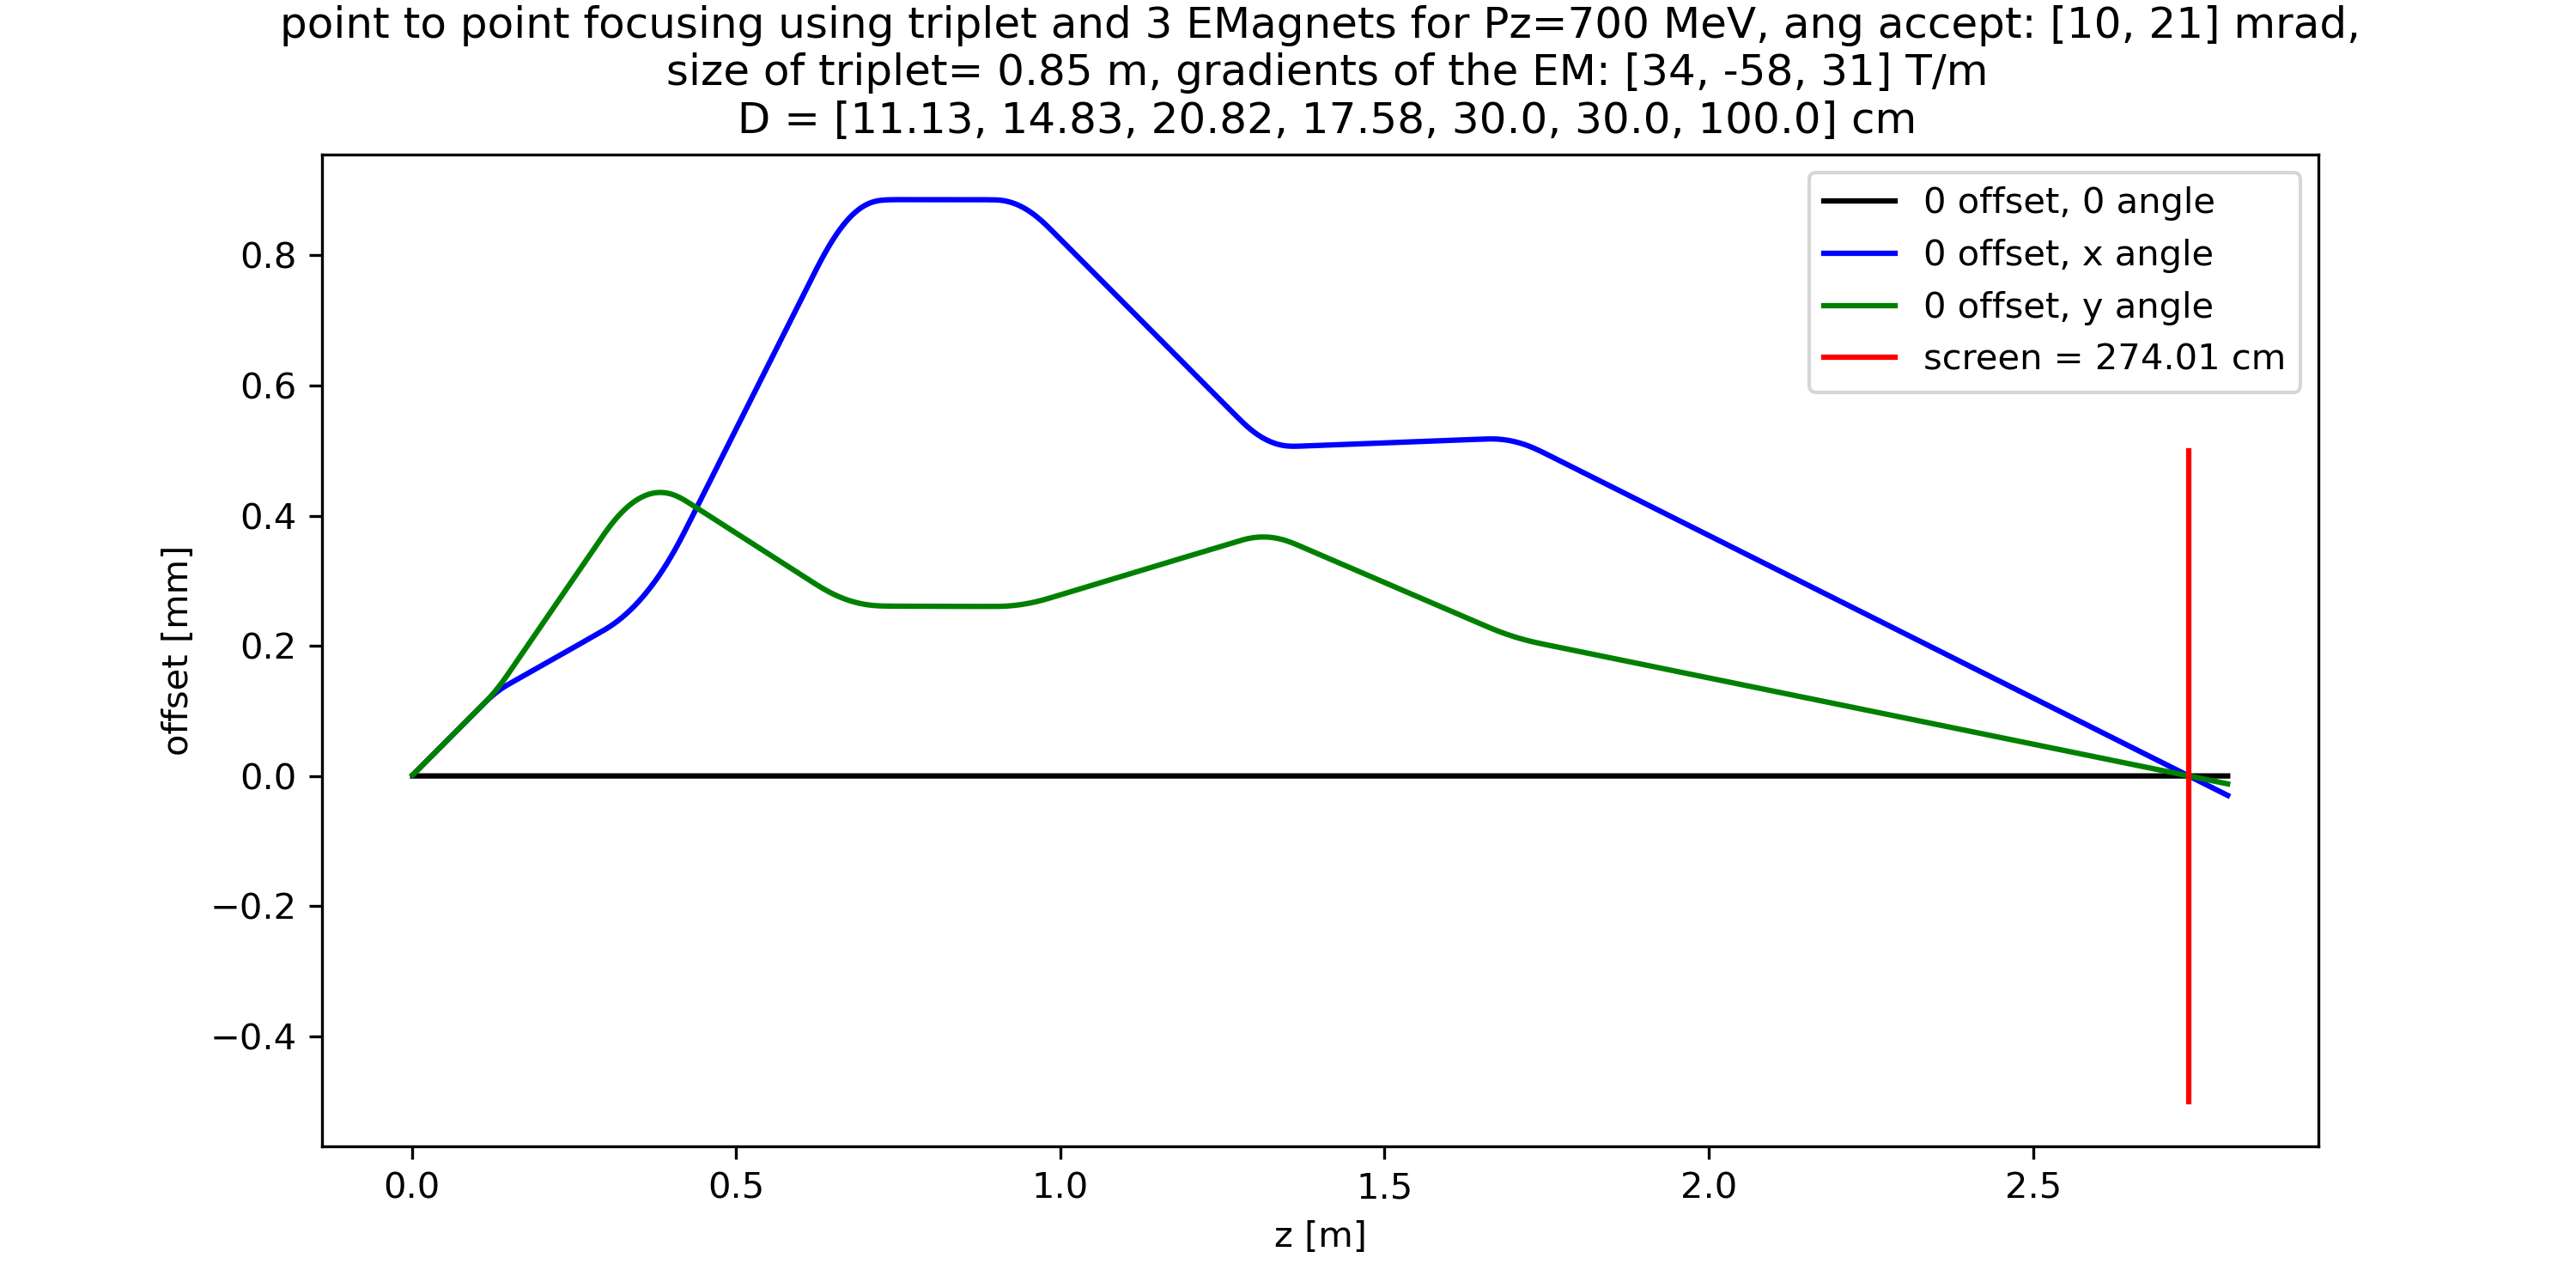 point to point focusing using triplet and 3 EMagnets for Pz=700 MeV, ang accept: [10, 21] mrad,
size of triplet= 0.85 m, gradients of the EM: [34, -58, 31] T/m
D = [11.13, 14.83, 20.82, 17.58, 30.0, 30.0, 100.0] cm
0 offset, 0 angle
0 offset, x angle
0 offset, y angle
screen = 274.01 cm
offset [mm]
0.8
0.6
0.4
0.2
0.0
−0.2
−0.4
0.0 0.5 1.0 1.5 2.0 2.5
z [m]